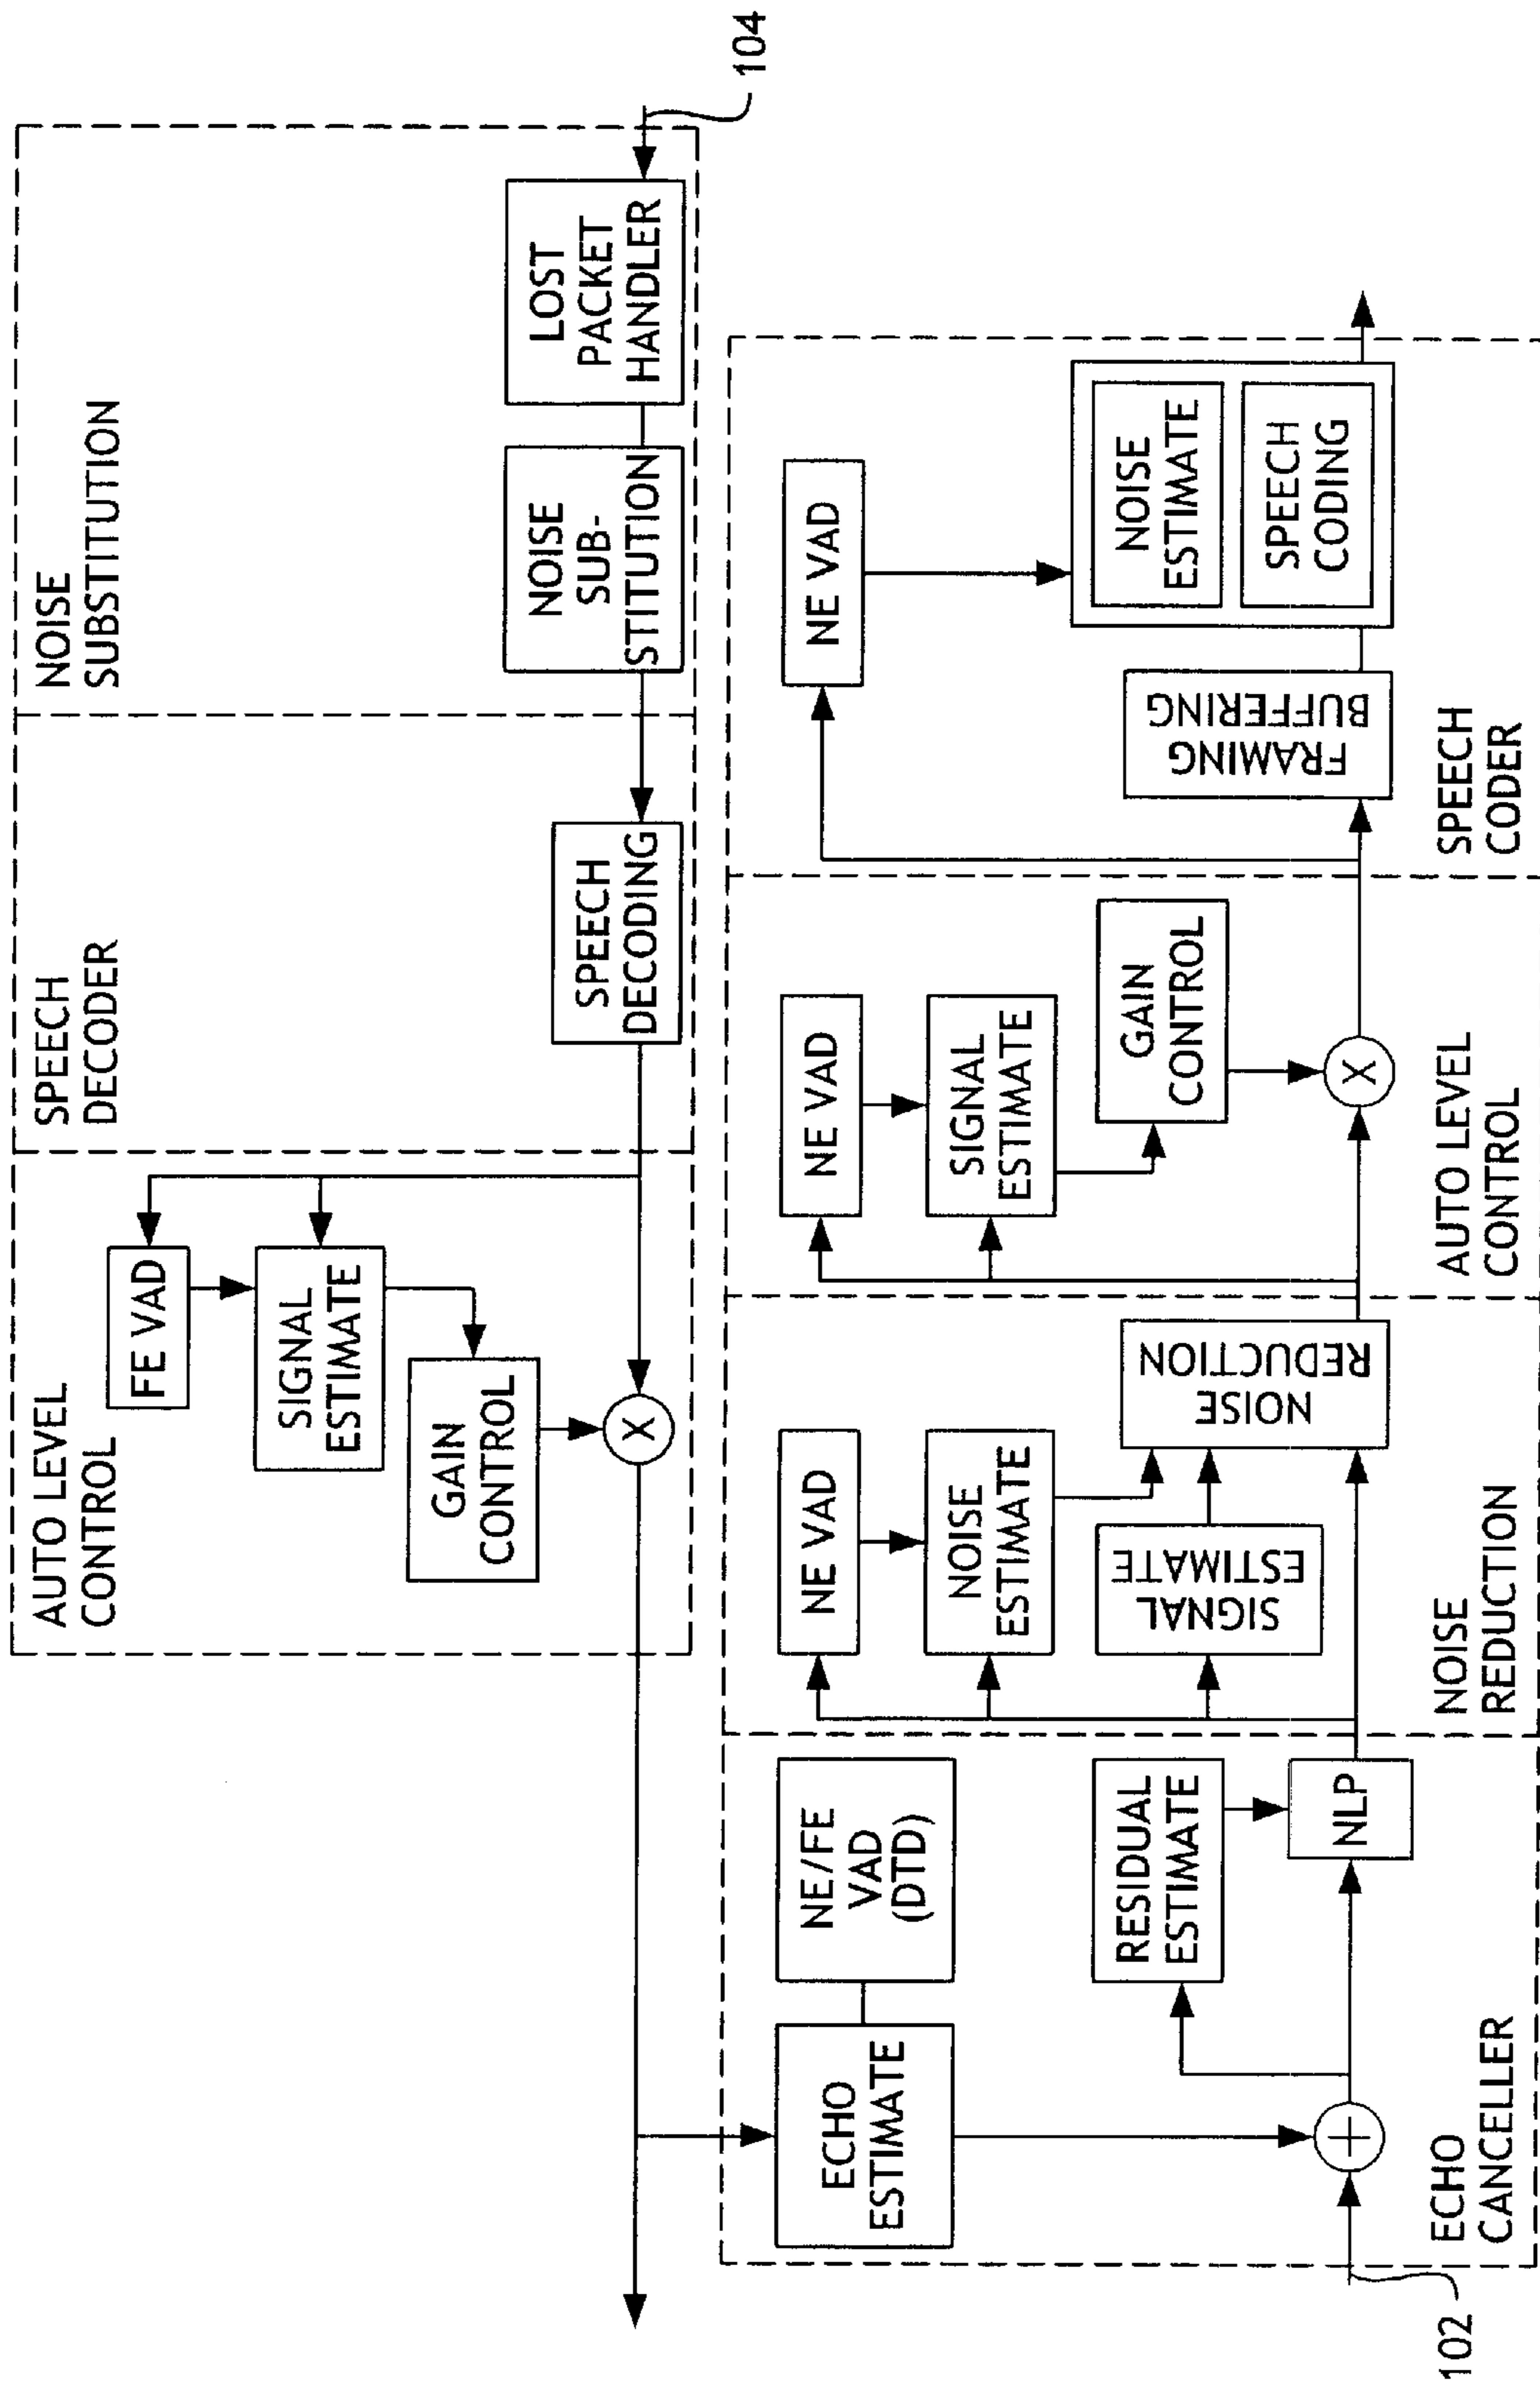 AUTO LEVEL
CONTROL
FE VAD
SIGNAL
ESTIMATE
GAIN
CONTROL
X
SPEECH
DECODER
SPEECH
DECODING
NOISE
SUBSTITUTION
NOISE
SUB-
STITUTION
LOST
PACKET
HANDLER
104
ECHO
ESTIMATE
NE/FE
VAD
(DTD)
RESIDUAL
ESTIMATE
+
NLP
ECHO
CANCELLER
102
NE VAD
NOISE
ESTIMATE
SIGNAL
ESTIMATE
NOISE
REDUCTION
NOISE
REDUCTION
NE VAD
SIGNAL
ESTIMATE
GAIN
CONTROL
X
AUTO LEVEL
CONTROL
NE VAD
FRAMING
BUFFERING
NOISE
ESTIMATE
SPEECH
CODING
SPEECH
CODER